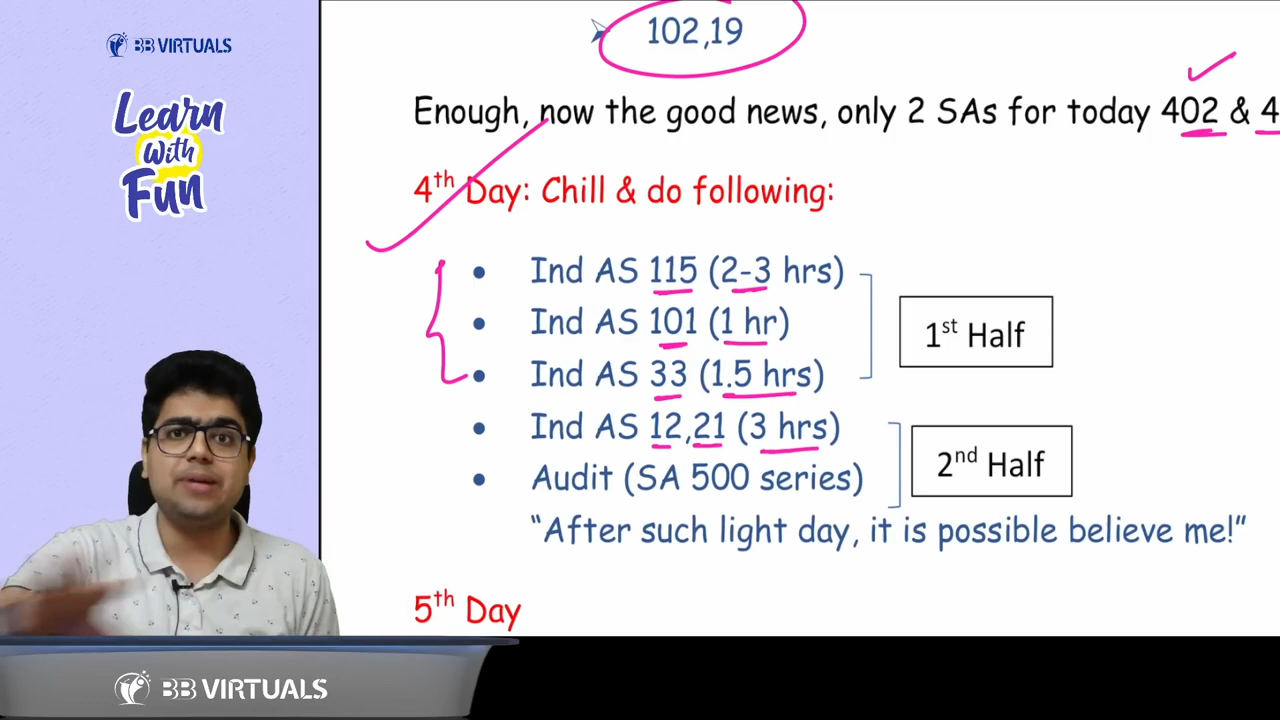 BB VIRTUALS
Learn
With
Fun
102,19
Enough, now the good news, only 2 SAs for today 402 & 4
4th Day: Chill & do following:
• Ind AS 115 (2-3 hrs)
• Ind AS 101 (1 hr)
• Ind AS 33 (1.5 hrs)
1st Half
• Ind AS 12,21 (3 hrs)
• Audit (SA 500 series)
2nd Half
“After such light day, it is possible believe me!”
5th Day
BB VIRTUALS